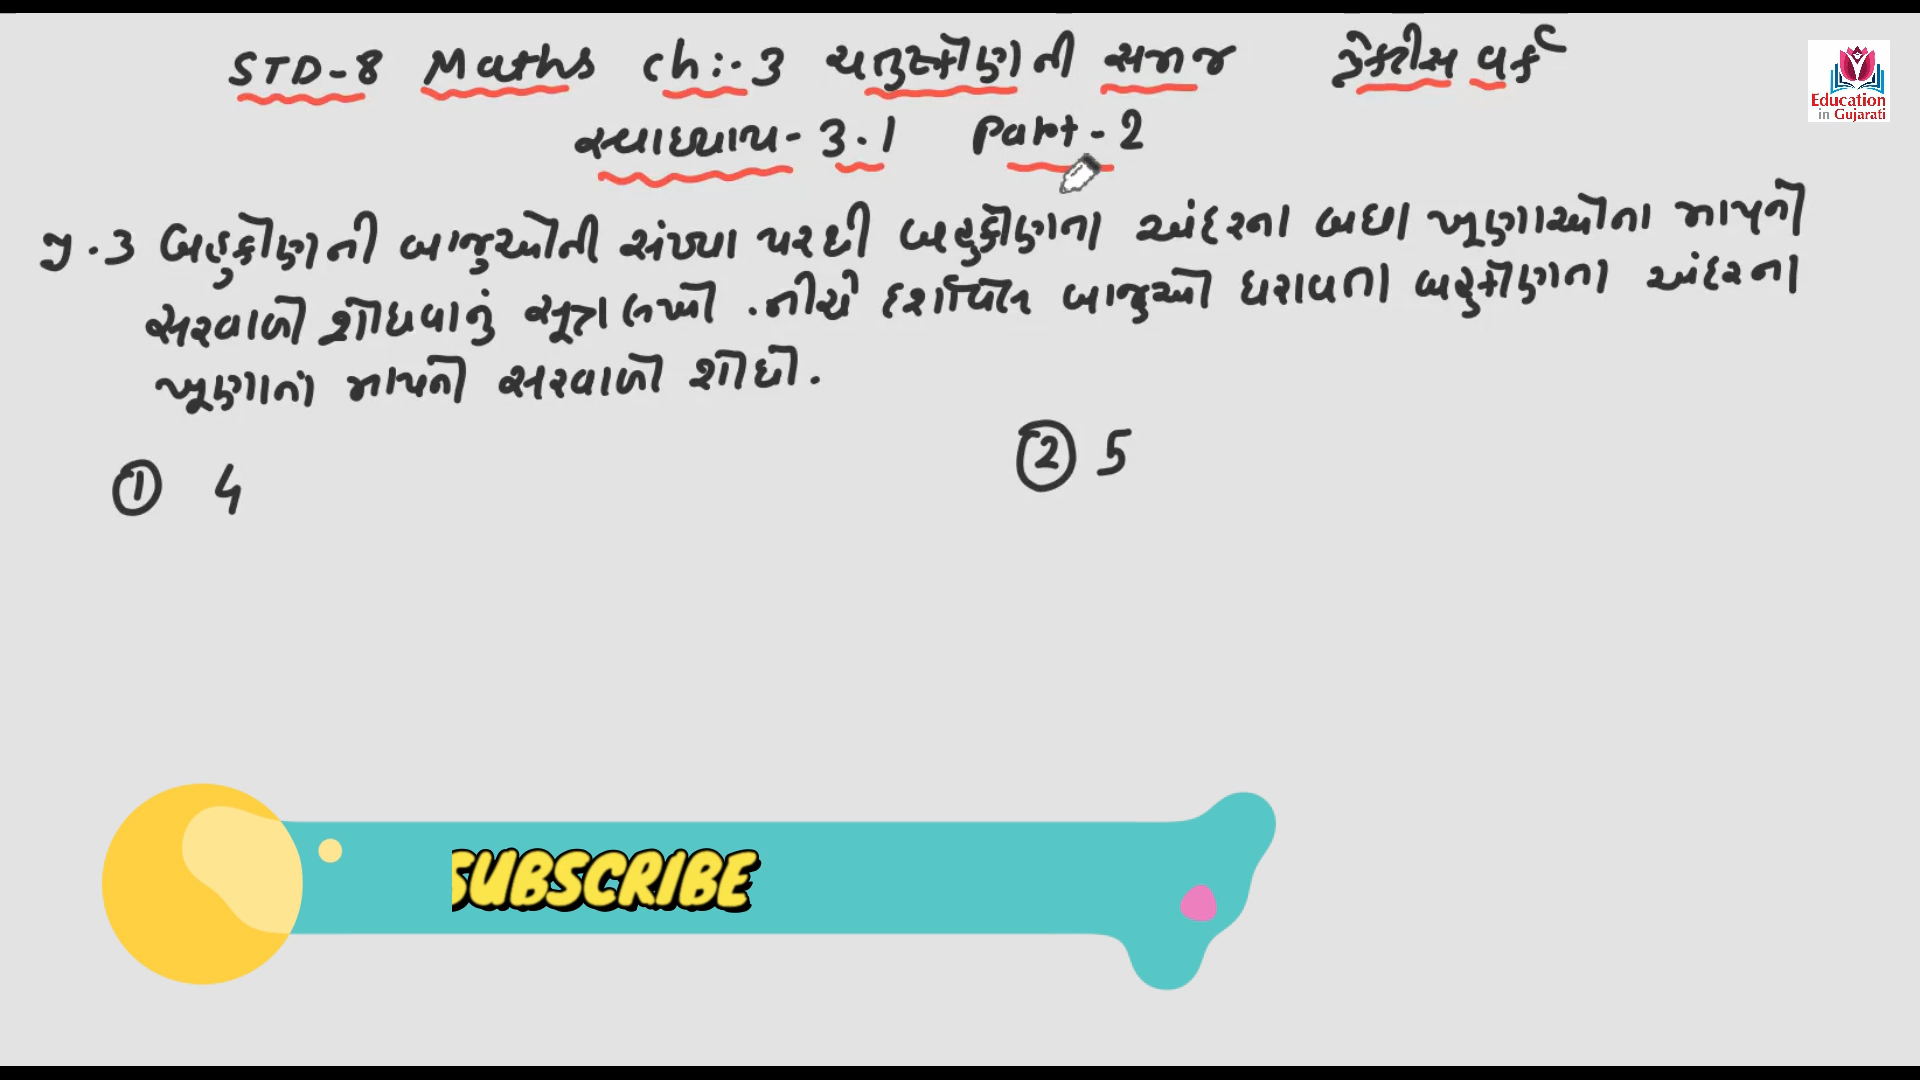 STD-8 Maths ch:-3 ચતુષ્કોણની સમજ પ્રેક્ટીસ વર્ક
Education
in Gujarati
સ્વાધ્યાય-3.1 Part-2
પ્ર.3 બહુકોણની બાજુઓની સંખ્યા પરથી બહુકોણના અંદરના બધા ખૂણાઓના માપનો
સરવાળો શોધવાનું સૂત્ર લખો. નીચે દર્શાવેલ બાજુઓ ધરાવતા બહુકોણના અંદરના
ખૂણાના માપનો સરવાળો શોધો.
① 4
② 5
SUBSCRIBE